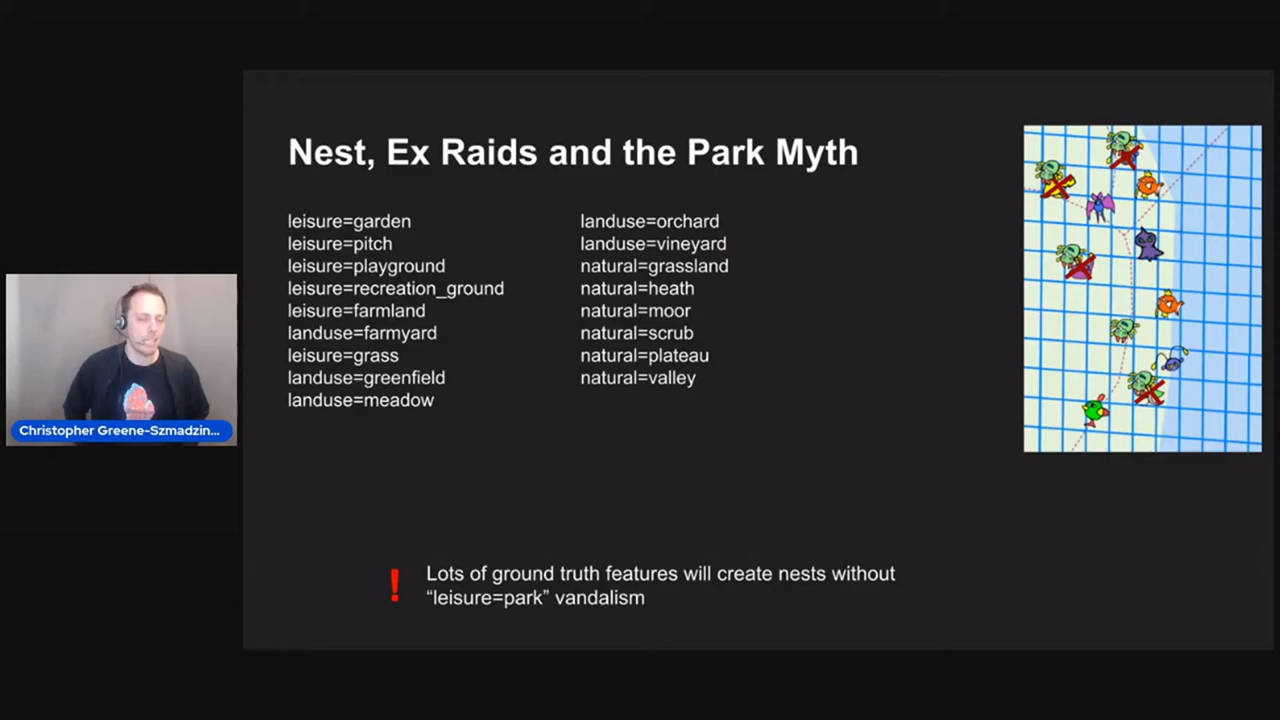 Nest, Ex Raids and the Park Myth
leisure=garden
leisure=pitch
leisure=playground
leisure=recreation_ground
leisure=farmland
landuse=farmyard
leisure=grass
landuse=greenfield
landuse=meadow
landuse=orchard
landuse=vineyard
natural=grassland
natural=heath
natural=moor
natural=scrub
natural=plateau
natural=valley
Christopher Greene-Szmadzin...
! Lots of ground truth features will create nests without
“leisure=park” vandalism